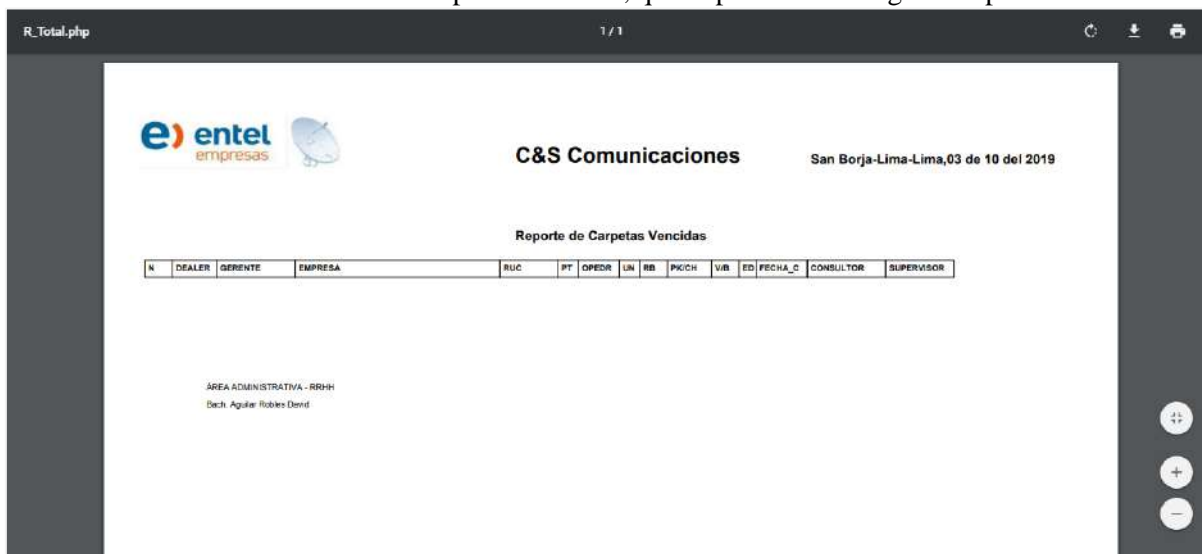 R_Total.php 1 / 1
e) entel
empresas
C&S Comunicaciones
San Borja-Lima-Lima,03 de 10 del 2019
Reporte de Carpetas Vencidas
N DEALER GERENTE EMPRESA RUC PT OPEDR UN RB PK/CH V/B ED FECHA_C CONSULTOR SUPERVISOR
ÁREA ADMINISTRATIVA - RRHH
Bach. Aguilar Robles David